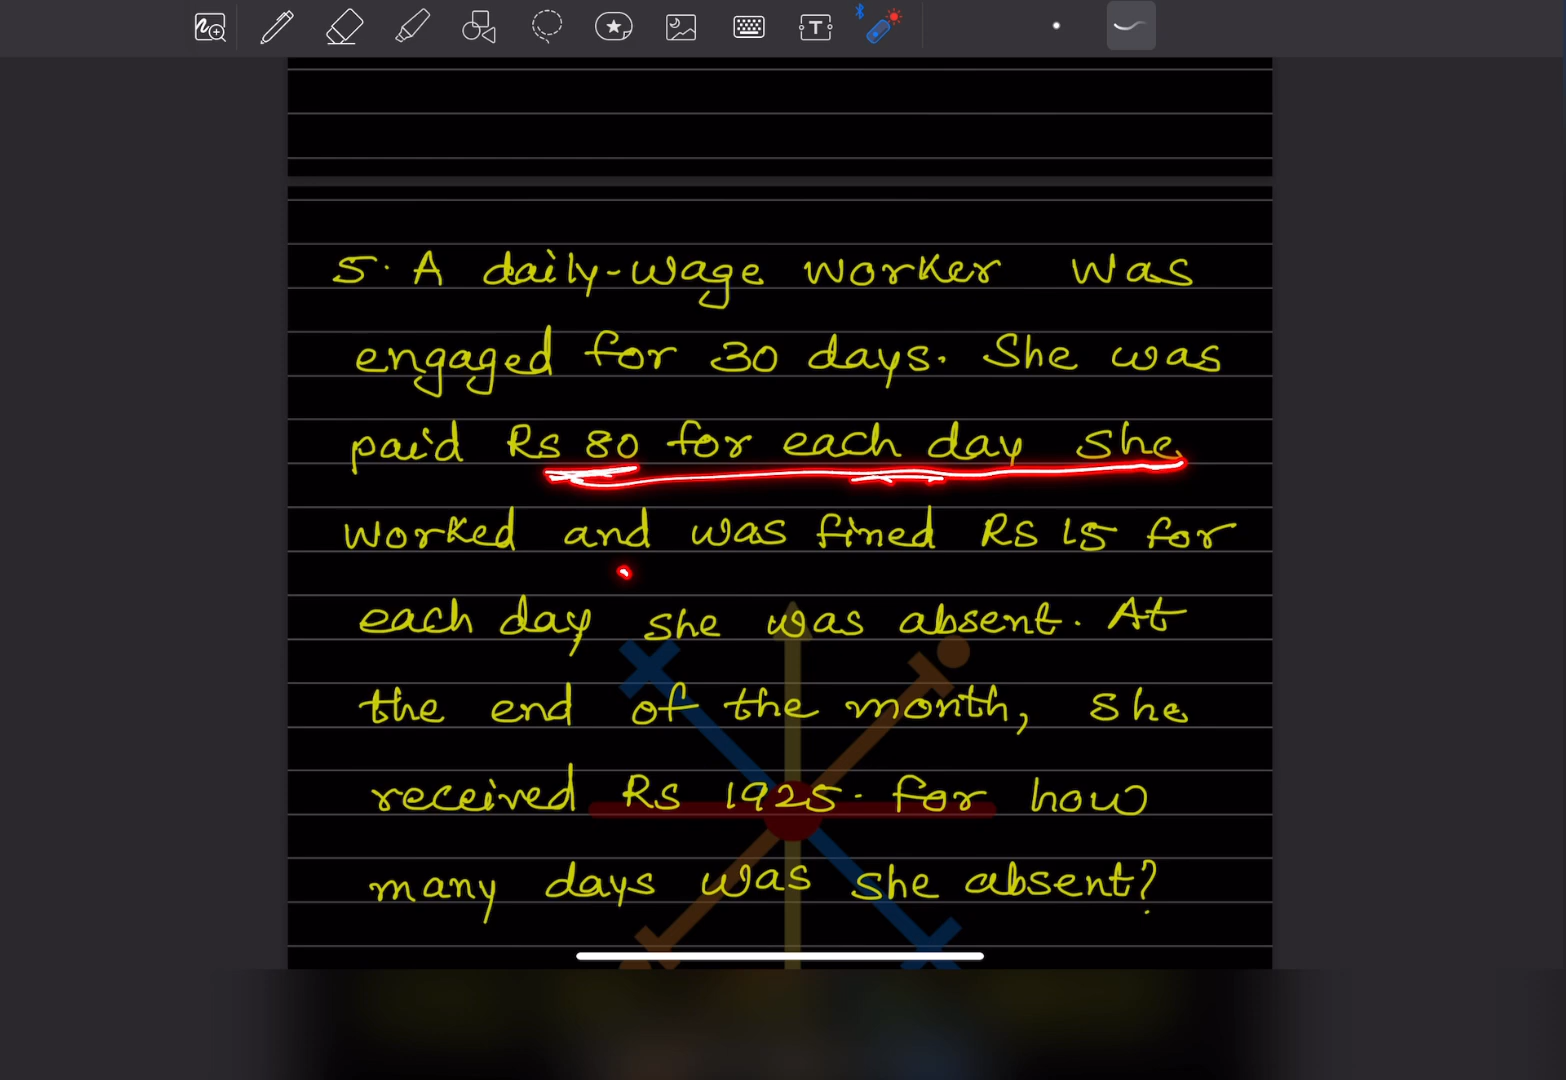 5. A daily-wage worker was
engaged for 30 days. She was
paid Rs 80 for each day she
worked and was fined Rs 15 for
each day she was absent. At
the end of the month, she
received Rs 1925. For how
many days was she absent?